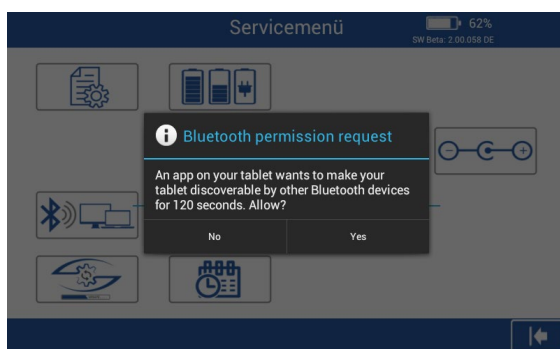 Servicemenü
62%
SW Beta: 2.00.058 DE
Bluetooth permission request
An app on your tablet wants to make your
tablet discoverable by other Bluetooth devices
for 120 seconds. Allow?
No
Yes